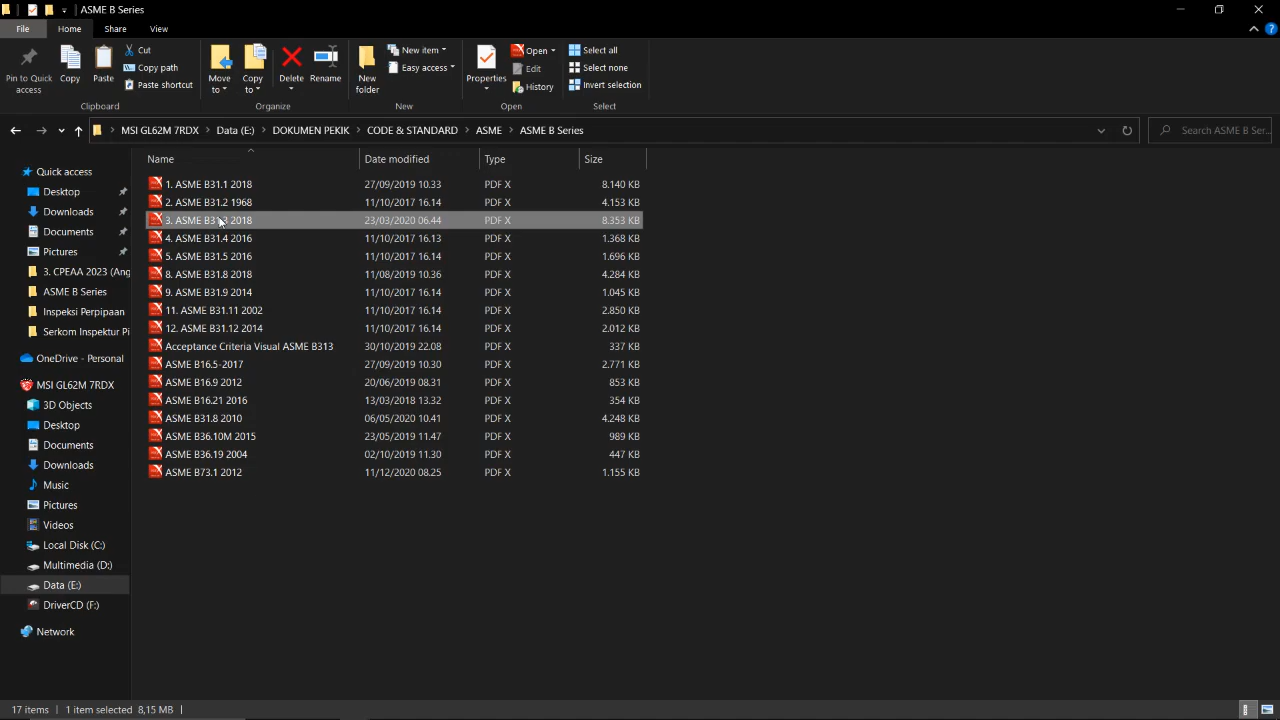 ASME B Series
File Home Share View
Pin to Quick access
Copy
Paste
Cut
Copy path
Paste shortcut
Clipboard
Move to
Copy to
Delete
Rename
Organize
New folder
New item
Easy access
New
Properties
Open
Edit
History
Open
Select all
Select none
Invert selection
Select
MSI GL62M 7RDX > Data (E:) > DOKUMEN PEKIK > CODE & STANDARD > ASME > ASME B Series
Search ASME B Ser...
Name Date modified Type Size
1. ASME B31.1 2018 27/09/2019 10.33 PDF X 8.140 KB
2. ASME B31.2 1968 11/10/2017 16.14 PDF X 4.153 KB
3. ASME B31.3 2018 23/03/2020 06.44 PDF X 8.353 KB
4. ASME B31.4 2016 11/10/2017 16.13 PDF X 1.368 KB
5. ASME B31.5 2016 11/10/2017 16.14 PDF X 1.696 KB
8. ASME B31.8 2018 11/08/2019 10.36 PDF X 4.284 KB
9. ASME B31.9 2014 11/10/2017 16.14 PDF X 1.045 KB
11. ASME B31.11 2002 11/10/2017 16.14 PDF X 2.850 KB
12. ASME B31.12 2014 11/10/2017 16.14 PDF X 2.012 KB
Acceptance Criteria Visual ASME B313 30/10/2019 22.08 PDF X 337 KB
ASME B16.5-2017 27/09/2019 10.30 PDF X 2.771 KB
ASME B16.9 2012 20/06/2019 08.31 PDF X 853 KB
ASME B16.21 2016 13/03/2018 13.32 PDF X 354 KB
ASME B31.8 2010 06/05/2020 10.41 PDF X 4.248 KB
ASME B36.10M 2015 23/05/2019 11.47 PDF X 989 KB
ASME B36.19 2004 02/10/2019 11.30 PDF X 447 KB
ASME B73.1 2012 11/12/2020 08.25 PDF X 1.155 KB
Quick access
Desktop
Downloads
Documents
Pictures
3. CPEAA 2023 (Ang
ASME B Series
Inspeksi Perpipaan
Serkom Inspektur Pi
OneDrive - Personal
MSI GL62M 7RDX
3D Objects
Desktop
Documents
Downloads
Music
Pictures
Videos
Local Disk (C:)
Multimedia (D:)
Data (E:)
DriverCD (F:)
Network
17 items 1 item selected 8,15 MB